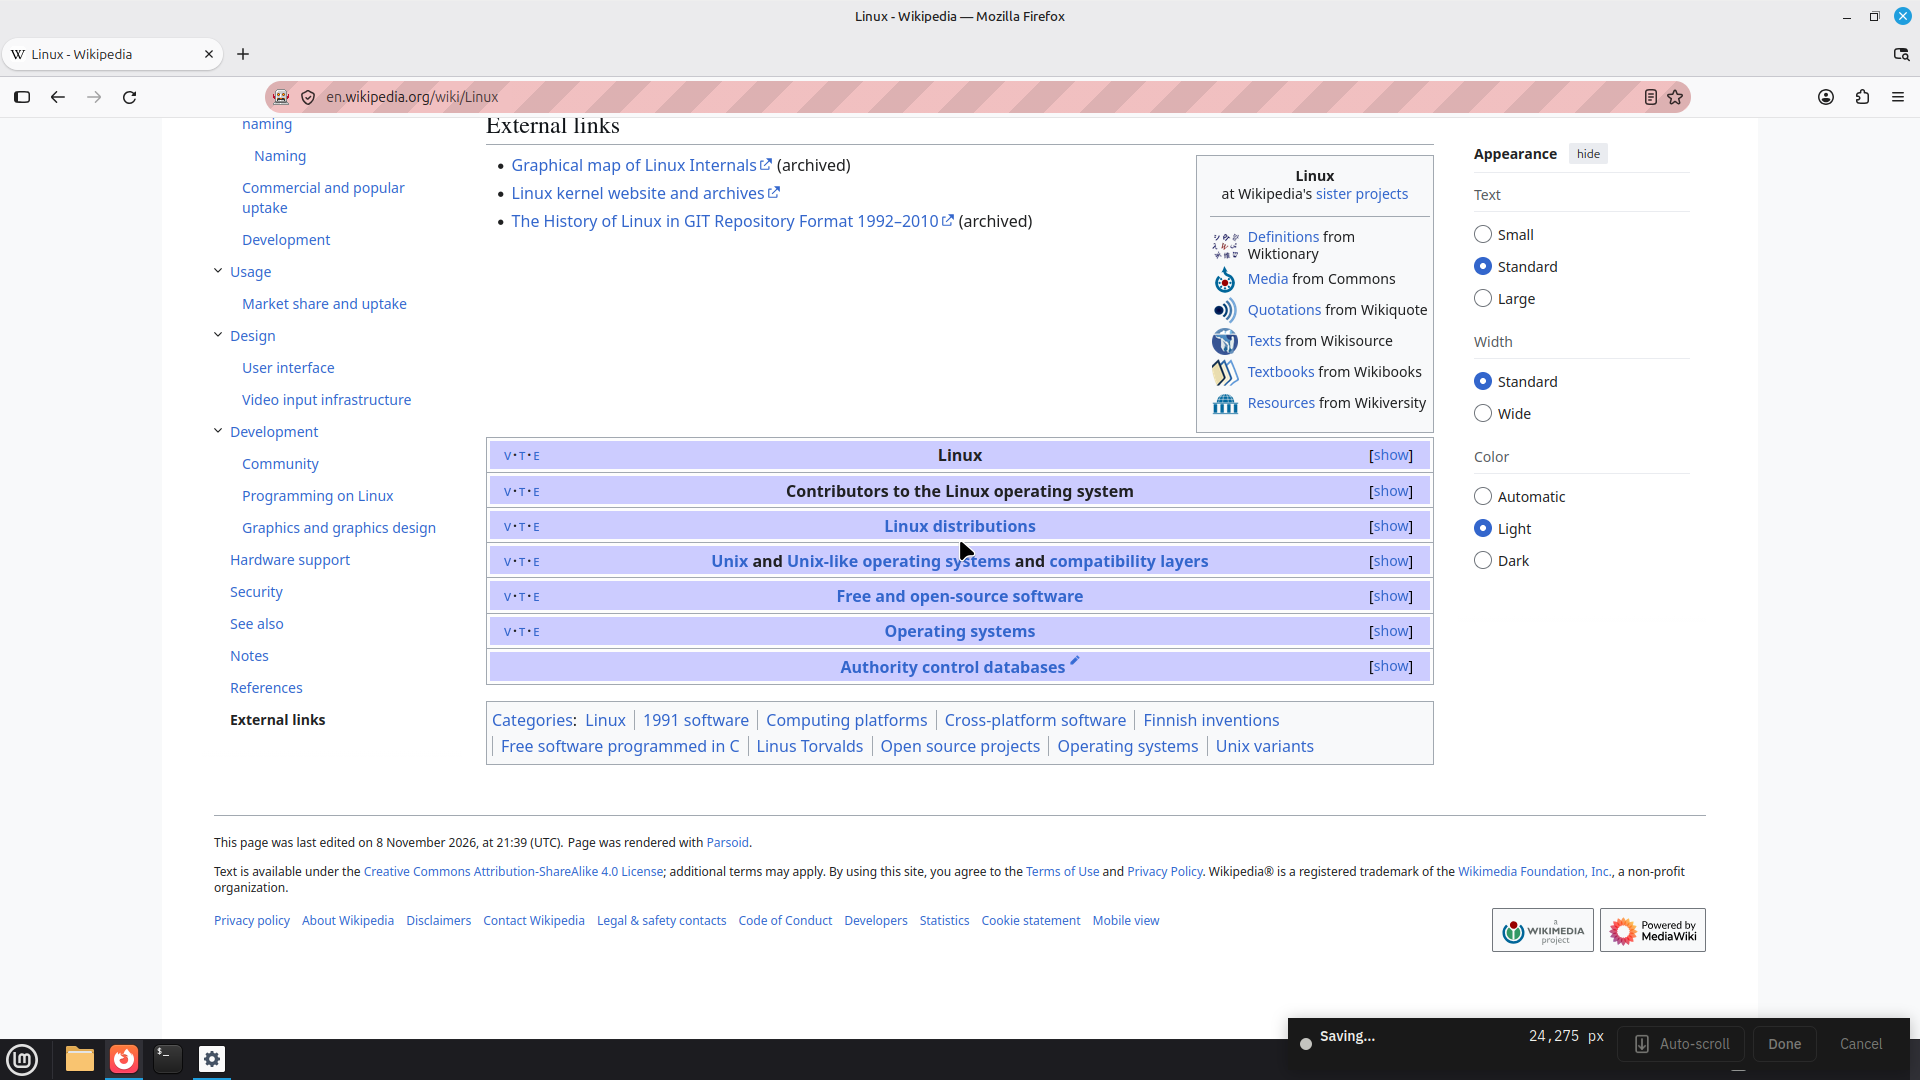 Linux - Wikipedia — Mozilla Firefox
Linux - Wikipedia
en.wikipedia.org/wiki/Linux
naming
Naming
Commercial and popular
uptake
Development
Usage
Market share and uptake
Design
User interface
Video input infrastructure
Development
Community
Programming on Linux
Graphics and graphics design
Hardware support
Security
See also
Notes
References
External links
External links
Graphical map of Linux Internals (archived)
Linux kernel website and archives
The History of Linux in GIT Repository Format 1992–2010 (archived)
Linux
at Wikipedia's sister projects
Definitions from
Wiktionary
Media from Commons
Quotations from Wikiquote
Texts from Wikisource
Textbooks from Wikibooks
Resources from Wikiversity
V·T·E Linux [show]
V·T·E Contributors to the Linux operating system [show]
V·T·E Linux distributions [show]
V·T·E Unix and Unix-like operating systems and compatibility layers [show]
V·T·E Free and open-source software [show]
V·T·E Operating systems [show]
Authority control databases [show]
Categories: Linux | 1991 software | Computing platforms | Cross-platform software | Finnish inventions
| Free software programmed in C | Linus Torvalds | Open source projects | Operating systems | Unix variants
Appearance hide
Text
Small
Standard
Large
Width
Standard
Wide
Color
Automatic
Light
Dark
This page was last edited on 8 November 2026, at 21:39 (UTC). Page was rendered with Parsoid.
Text is available under the Creative Commons Attribution-ShareAlike 4.0 License; additional terms may apply. By using this site, you agree to the Terms of Use and Privacy Policy. Wikipedia® is a registered trademark of the Wikimedia Foundation, Inc., a non-profit
organization.
Privacy policy About Wikipedia Disclaimers Contact Wikipedia Legal & safety contacts Code of Conduct Developers Statistics Cookie statement Mobile view
a
WIKIMEDIA
project
Powered by
MediaWiki
Saving... 24,275 px Auto-scroll Done Cancel